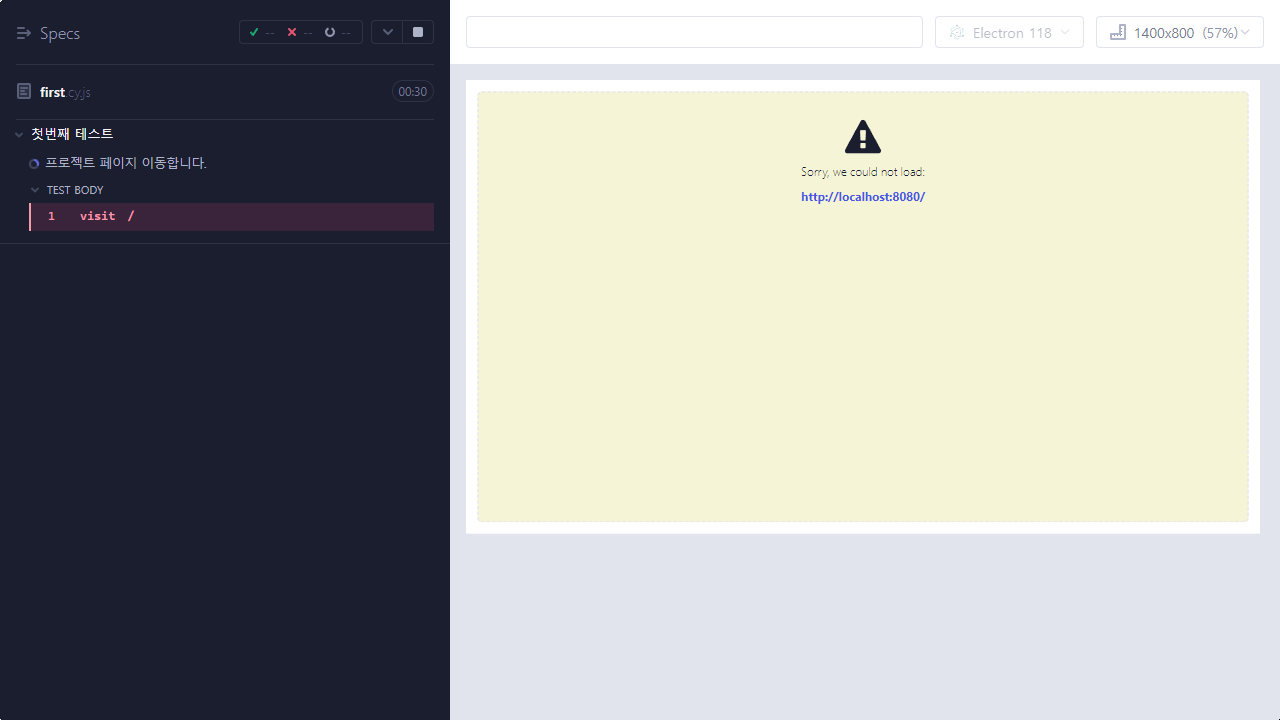 Specs
--
--
--
first.cy.js
00:30
첫번째 테스트
프로젝트 페이지 이동합니다.
TEST BODY
1 visit /
Electron 118
1400x800 (57%)
Sorry, we could not load:
http://localhost:8080/